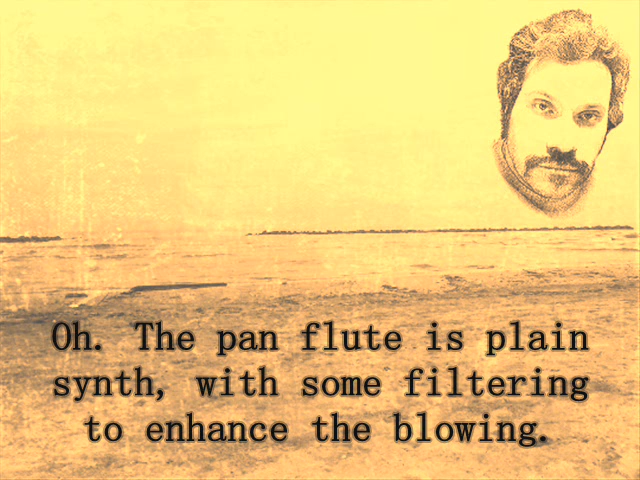 Oh. The pan flute is plain
synth, with some filtering
to enhance the blowing.